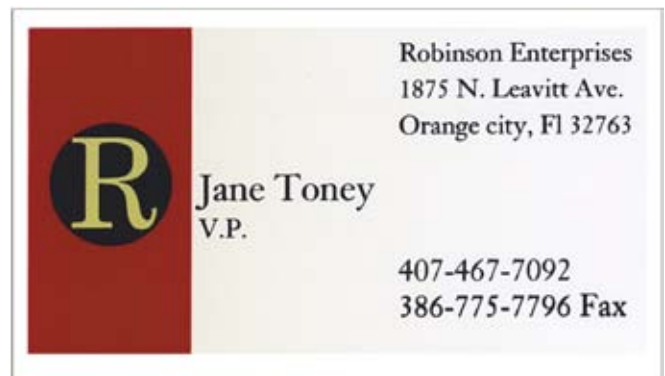 Robinson Enterprises
1875 N. Leavitt Ave.
Orange city, Fl 32763
R
Jane Toney
V.P.
407-467-7092
386-775-7796 Fax